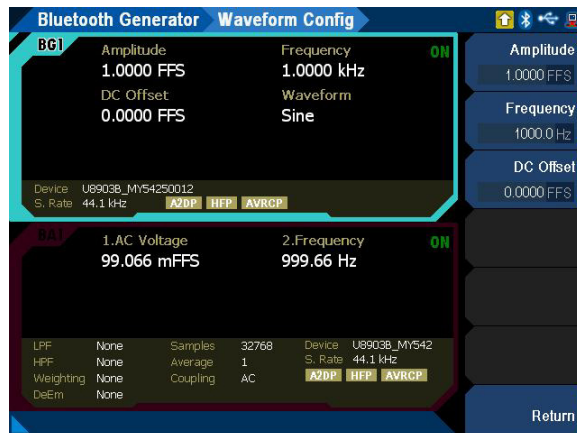 Bluetooth Generator Waveform Config
BG1
Amplitude Frequency ON
1.0000 FFS 1.0000 kHz
DC Offset Waveform
0.0000 FFS Sine
Device U8903B_MY54250012
S. Rate 44.1 kHz A2DP HFP AVRCP
BA1
1.AC Voltage 2.Frequency ON
99.066 mFFS 999.66 Hz
LPF None Samples 32768 Device U8903B_MY542
HPF None Average 1 S. Rate 44.1 kHz
Weighting None Coupling AC A2DP HFP AVRCP
DeEm None
Amplitude
1.0000 FFS
Frequency
1000.0 Hz
DC Offset
0.0000 FFS
Return